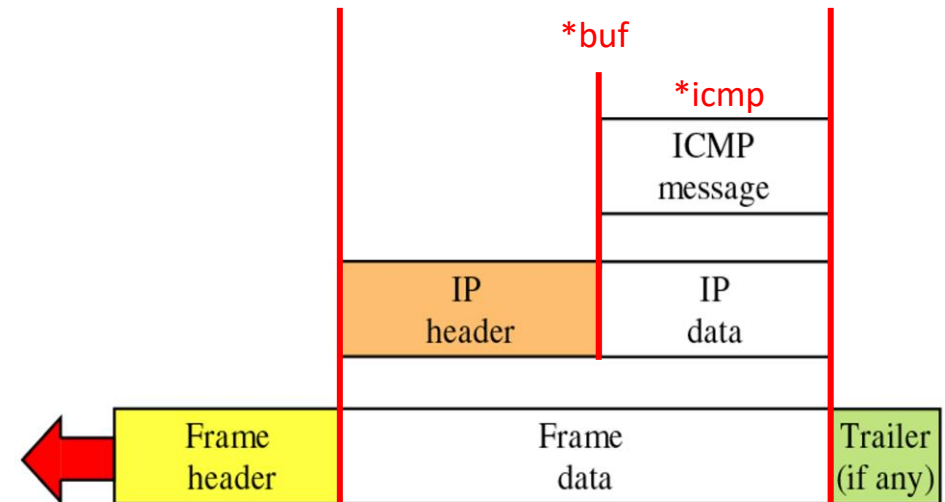 *buf
*icmp
ICMP
message
IP
header
IP
data
Frame
header
Frame
data
Trailer
(if any)